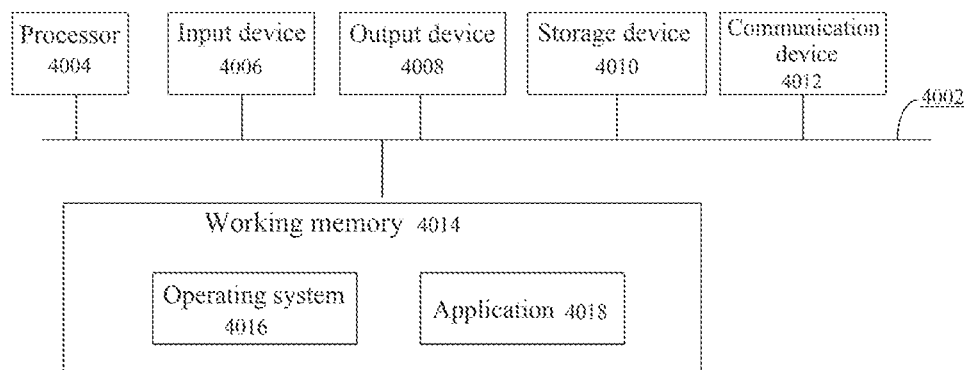 Processor
4004
Input device
4006
Output device
4008
Storage device
4010
Communication
device
4012
4002
Working memory 4014
Operating system
4016
Application 4018